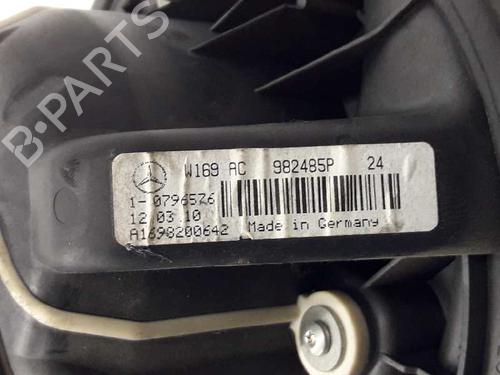 B-PARTS
W169 AC 982485P 24
1-0796576
12.03.10
A1698200642 Made in Germany